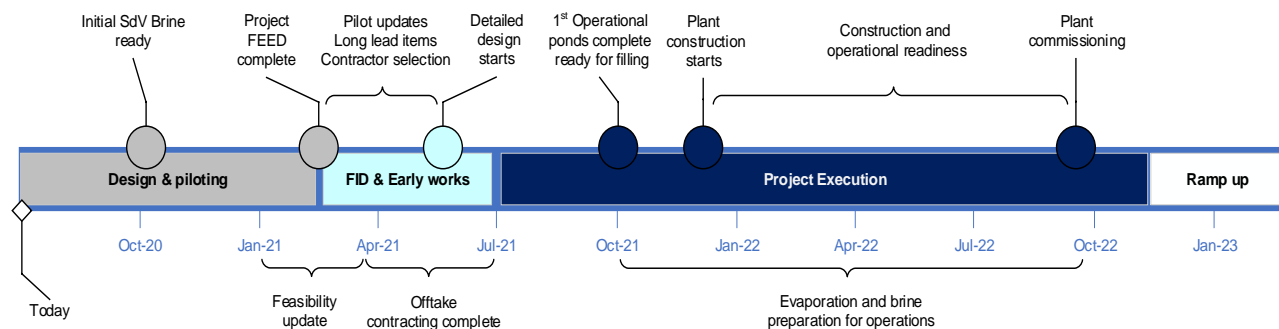 Initial SdV Brine
ready
Project
FEED
complete
Pilot updates
Long lead items
Contractor selection
Detailed
design
starts
1st Operational
ponds complete
ready for filling
Plant
construction
starts
Construction and
operational readiness
Plant
commissioning
Design & piloting
FID & Early works
Project Execution
Ramp up
Oct-20
Jan-21
Apr-21
Jul-21
Oct-21
Jan-22
Apr-22
Jul-22
Oct-22
Jan-23
Today
Feasibility
update
Offtake
contracting complete
Evaporation and brine
preparation for operations